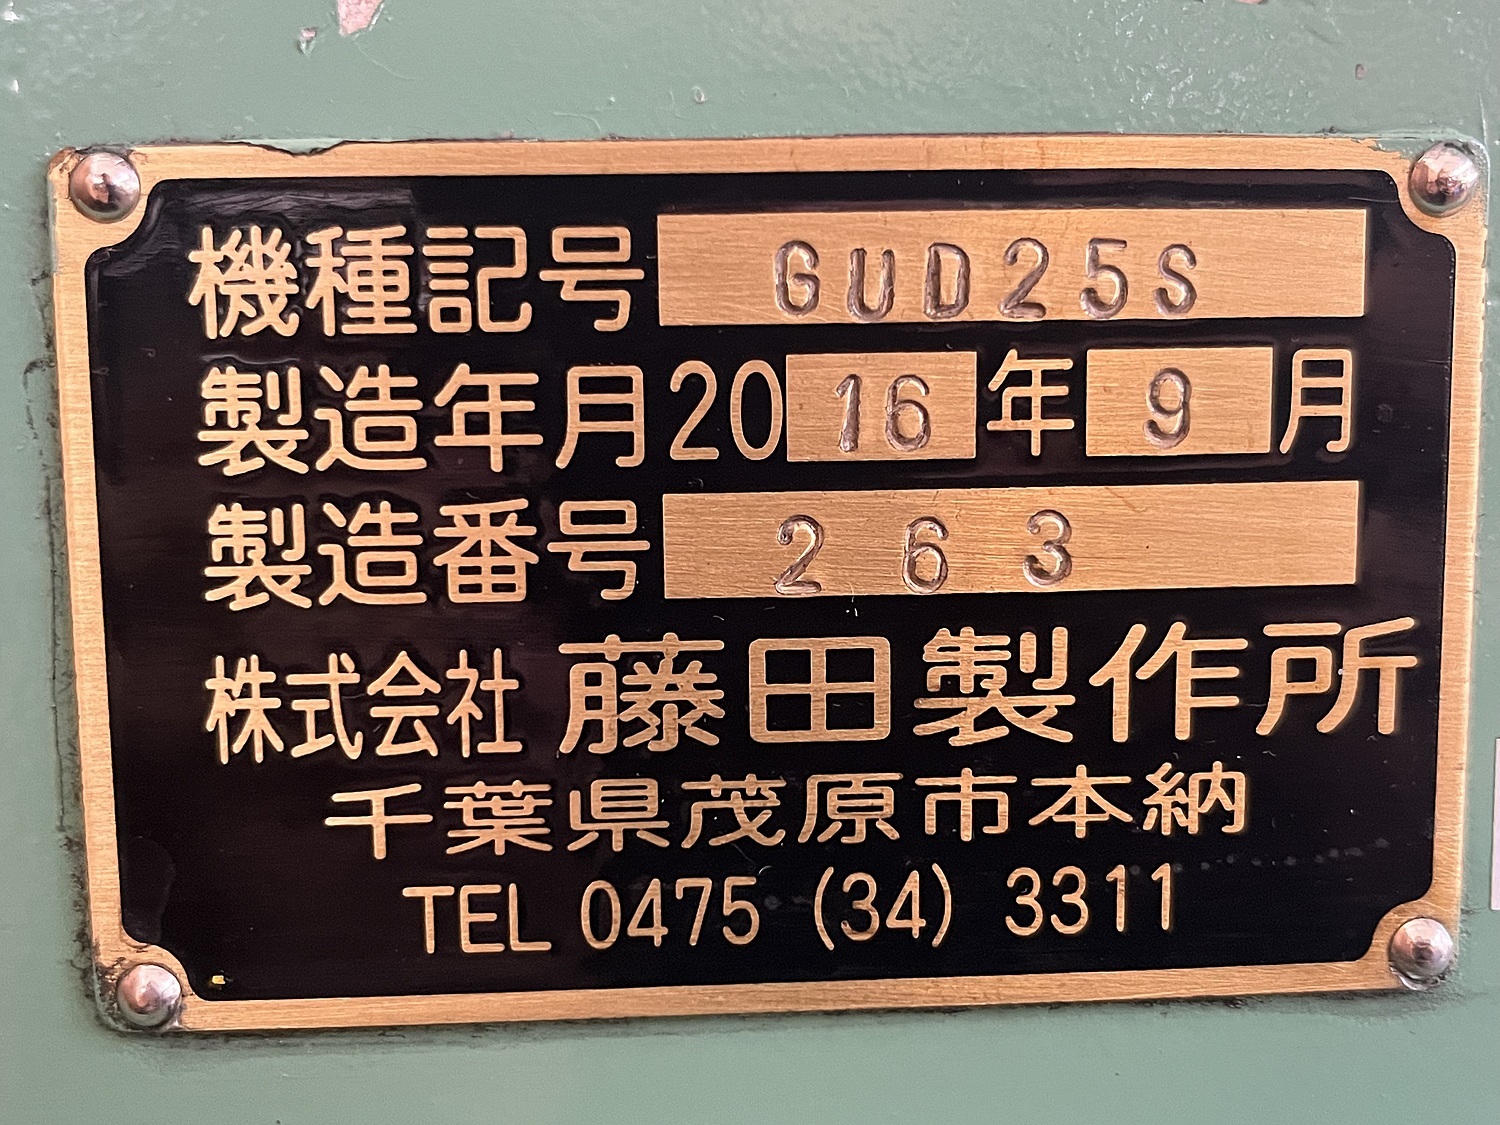 機種記号 GUD25S
製造年月 2016年9月
製造番号 263
株式会社 藤田製作所
千葉県茂原市本納
TEL 0475 (34) 3311